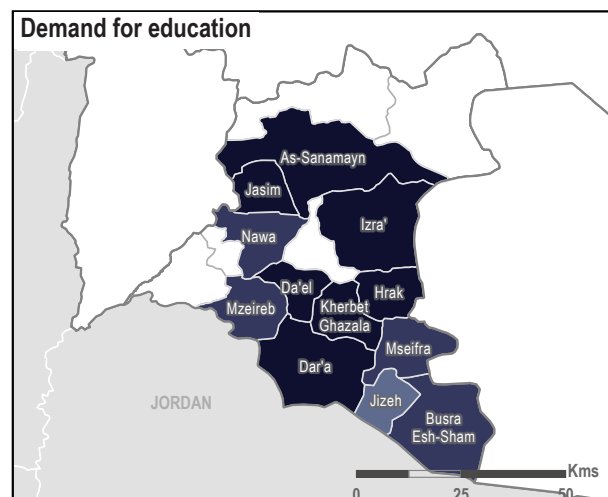 Demand for education
As-Sanamayn
Jasim
Izra'
Nawa
Da'el
Hrak
Mzeireb
Kherbet
Ghazala
Mseifra
Dar'a
Jizeh
JORDAN
Busra
Esh-Sham
Kms
0 25 50